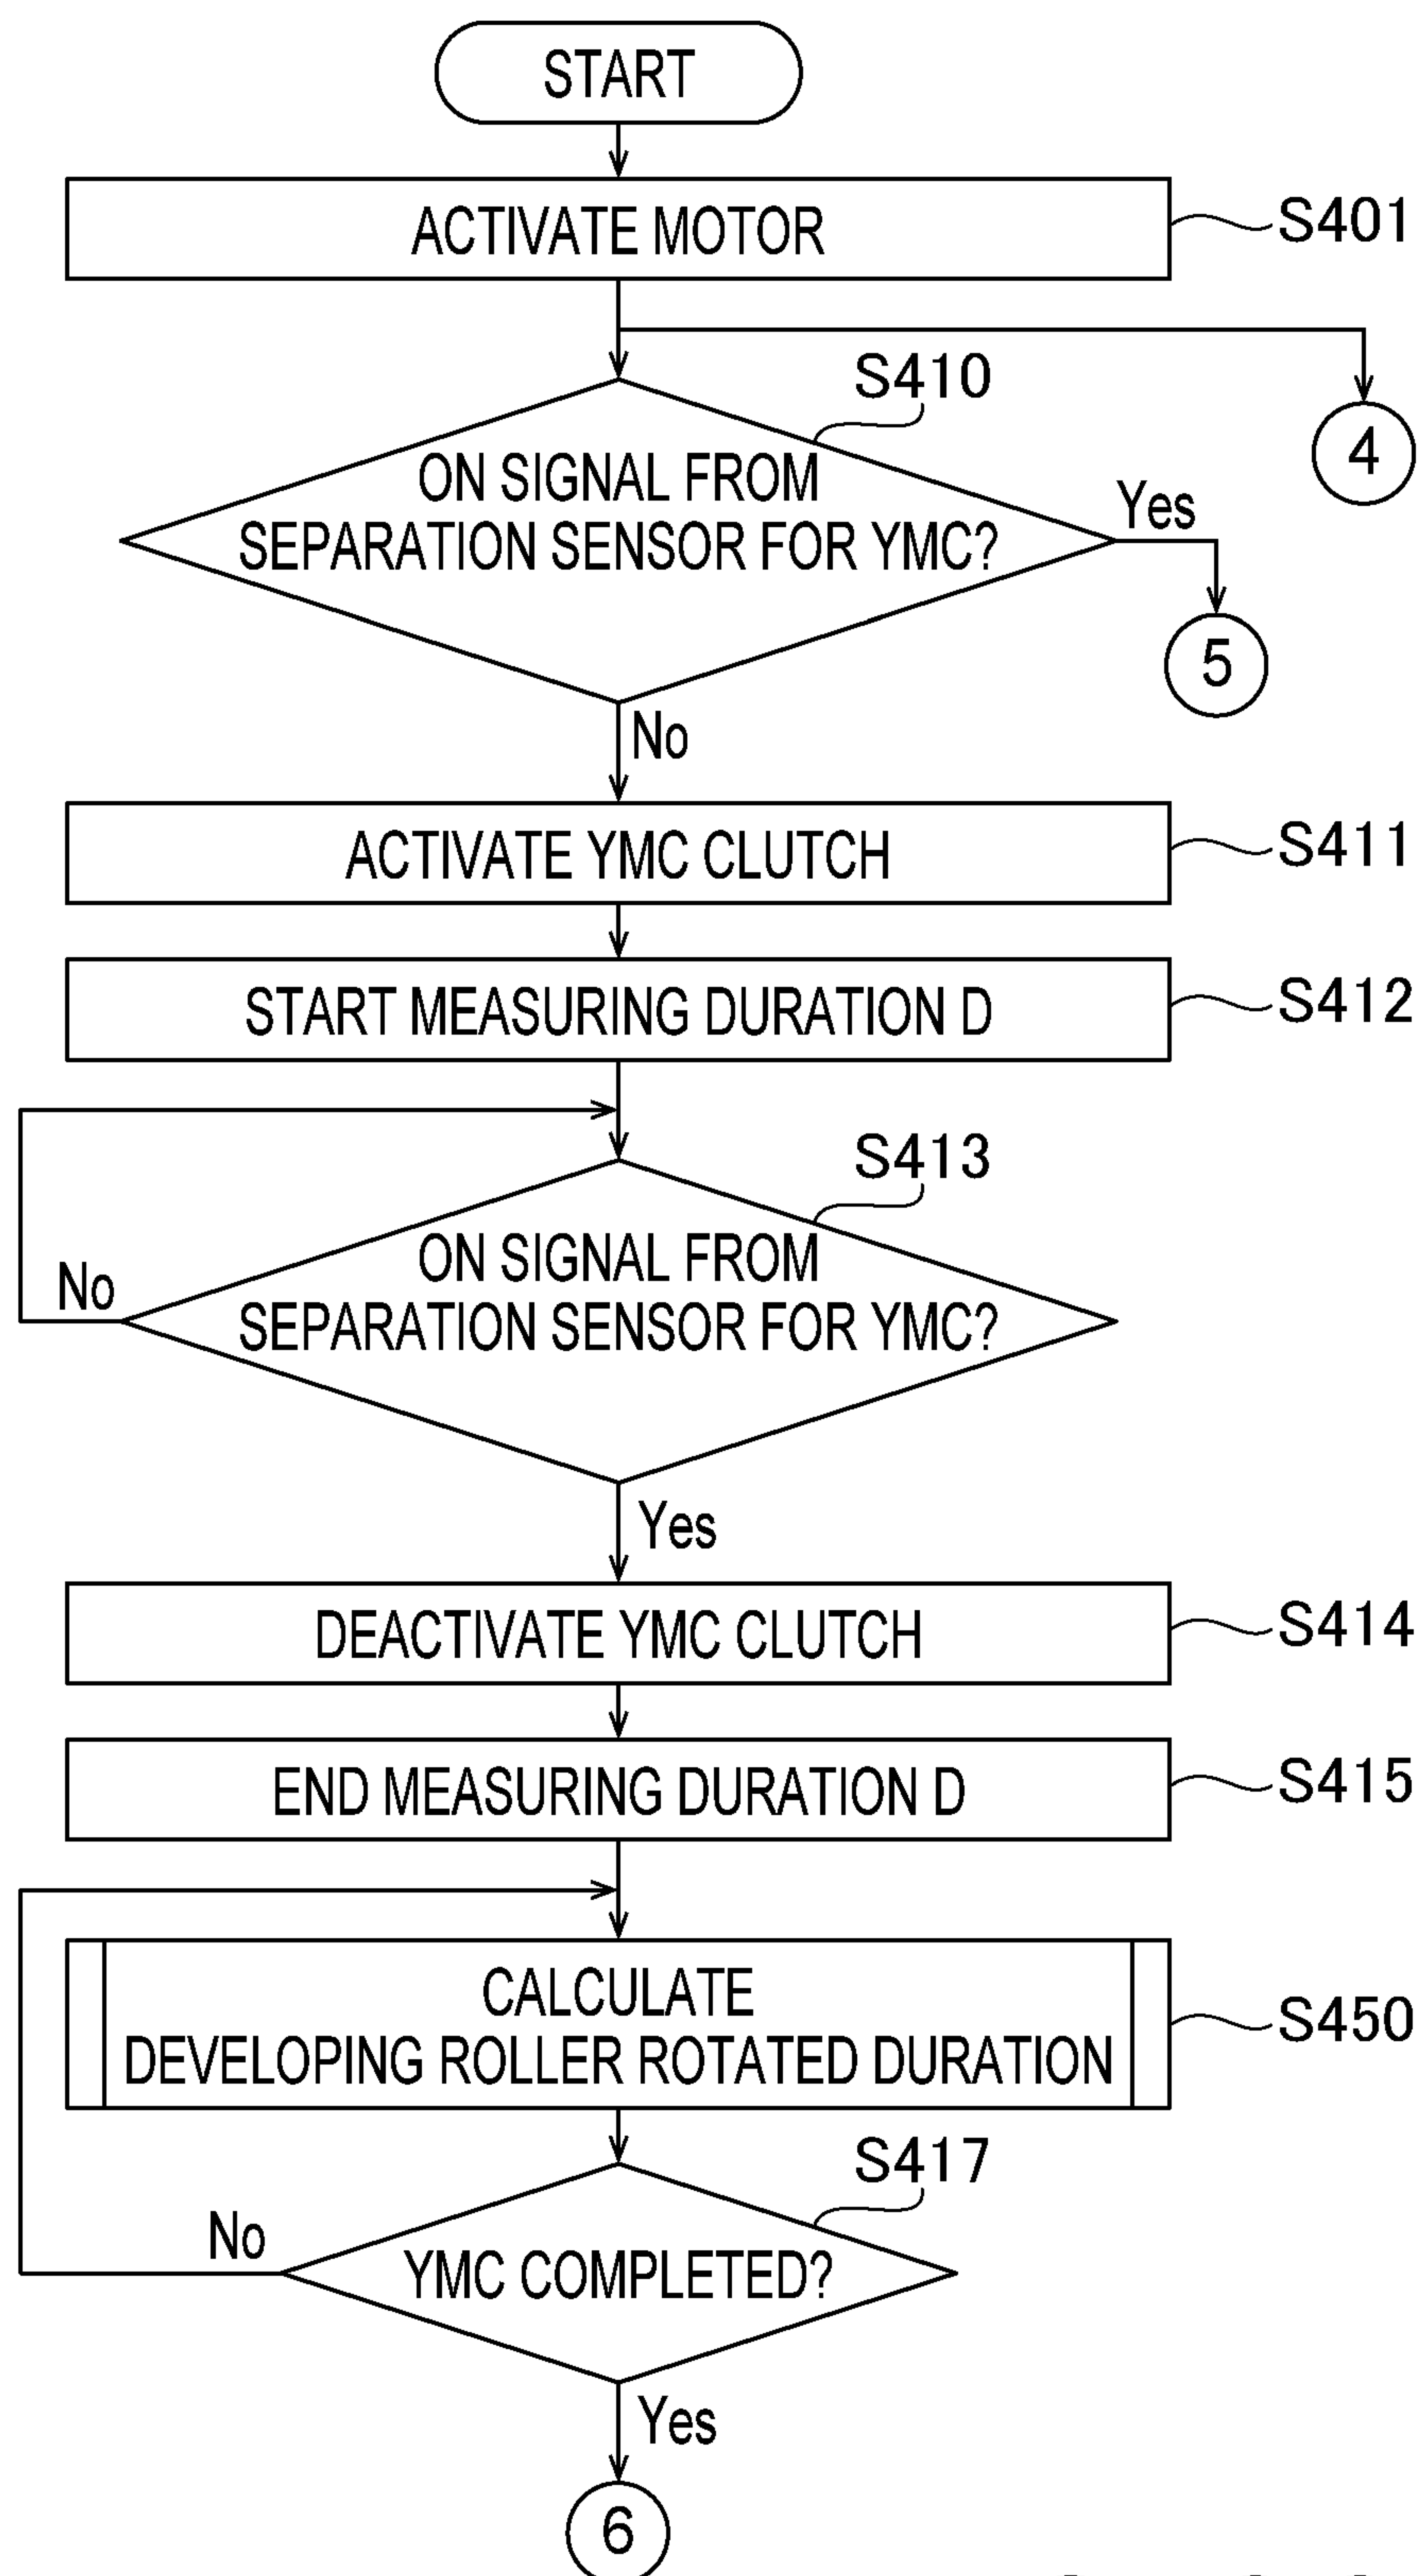 START
ACTIVATE MOTOR
S401
S410
4
ON SIGNAL FROM
SEPARATION SENSOR FOR YMC?
Yes
5
No
ACTIVATE YMC CLUTCH
S411
START MEASURING DURATION D
S412
S413
ON SIGNAL FROM
SEPARATION SENSOR FOR YMC?
No
Yes
DEACTIVATE YMC CLUTCH
S414
END MEASURING DURATION D
S415
CALCULATE
DEVELOPING ROLLER ROTATED DURATION
S450
S417
No
YMC COMPLETED?
Yes
6